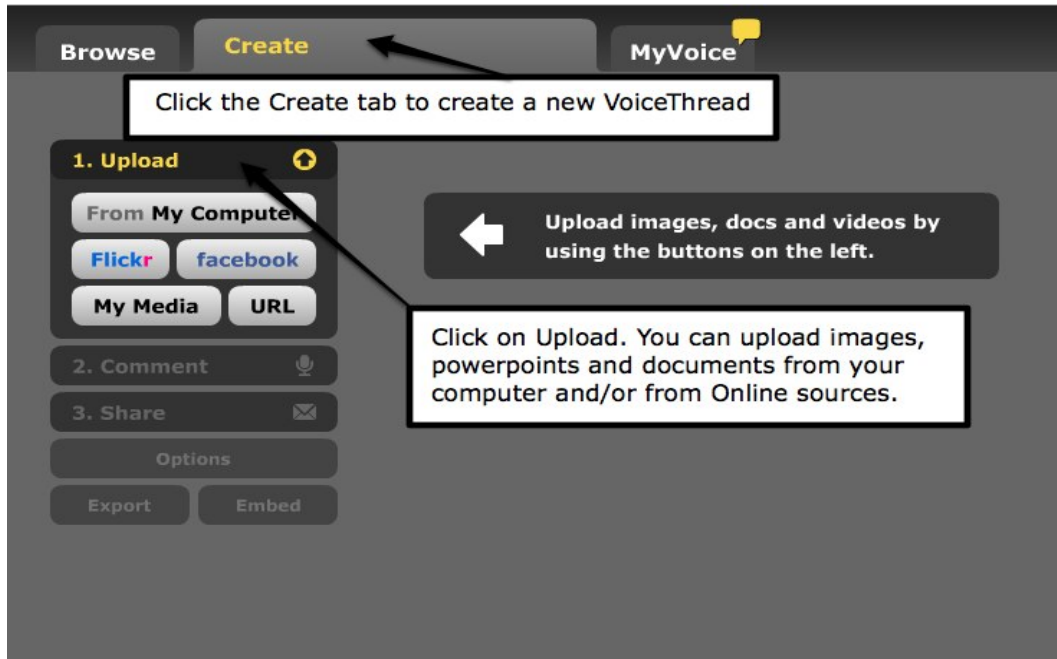 Browse
Create
MyVoice
Click the Create tab to create a new VoiceThread
1. Upload
From My Computer
Flickr
facebook
My Media
URL
Upload images, docs and videos by
using the buttons on the left.
Click on Upload. You can upload images,
powerpoints and documents from your
computer and/or from Online sources.
2. Comment
3. Share
Options
Export
Embed